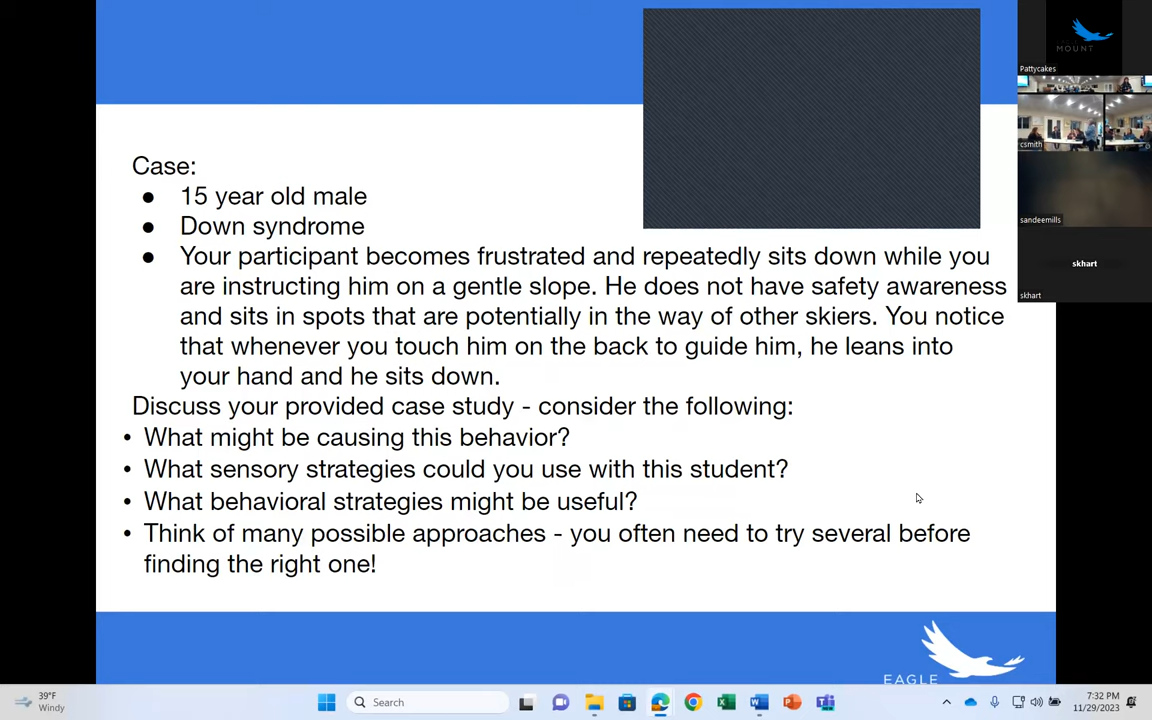 MOUNT
Pattycakes
csmith
sandeemills
skhart
skhart
Case:
● 15 year old male
● Down syndrome
● Your participant becomes frustrated and repeatedly sits down while you
are instructing him on a gentle slope. He does not have safety awareness
and sits in spots that are potentially in the way of other skiers. You notice
that whenever you touch him on the back to guide him, he leans into
your hand and he sits down.
Discuss your provided case study - consider the following:
• What might be causing this behavior?
• What sensory strategies could you use with this student?
• What behavioral strategies might be useful?
• Think of many possible approaches - you often need to try several before
finding the right one!
EAGLE
39°F
Windy
Search
7:32 PM
11/29/2023